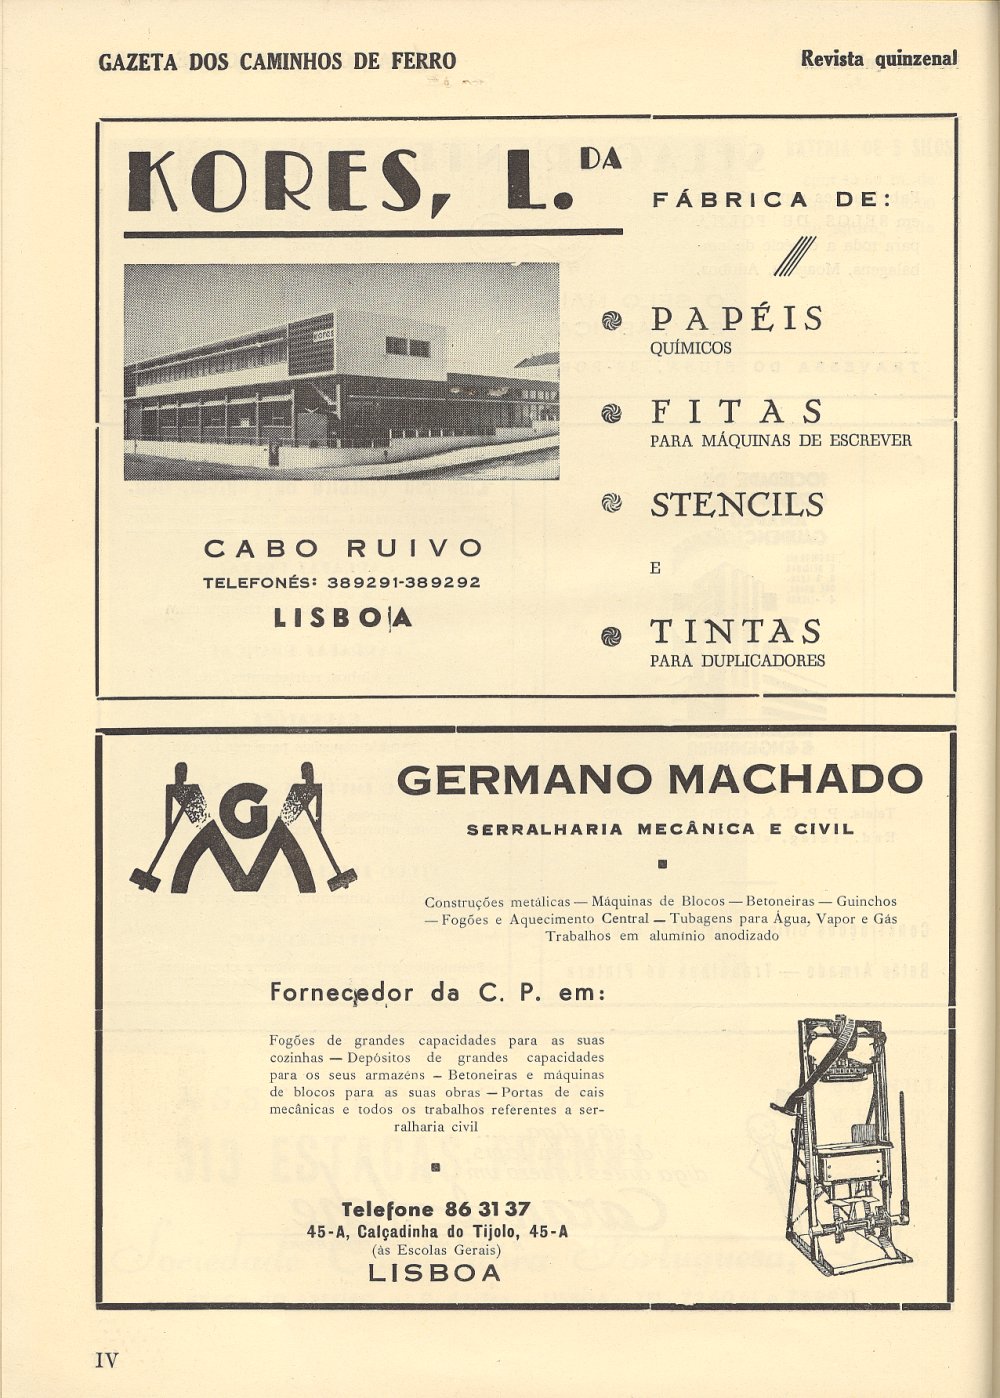 GAZETA DOS CAMINHOS DE FERRO
Revista quinzenal
KORES, L.DA
FÁBRICA DE:
KORES
PAPÉIS
QUÍMICOS
FITAS
PARA MÁQUINAS DE ESCREVER
STENCILS
E
TINTAS
PARA DUPLICADORES
CABO RUIVO
TELEFONÉS: 389291-389292
LISBOA
GM
GERMANO MACHADO
SERRALHARIA MECÂNICA E CIVIL
Construções metálicas — Máquinas de Blocos — Betoneiras — Guinchos
— Fogões e Aquecimento Central — Tubagens para Água, Vapor e Gás
Trabalhos em alumínio anodizado
Fornecedor da C. P. em:
Fogões de grandes capacidades para as suas
cozinhas — Depósitos de grandes capacidades
para os seus armazéns — Betoneiras e máquinas
de blocos para as suas obras — Portas de cais
mecânicas e todos os trabalhos referentes a ser-
ralharia civil
Telefone 86 31 37
45-A, Calçadinha do Tijolo, 45-A
(às Escolas Gerais)
LISBOA
IV